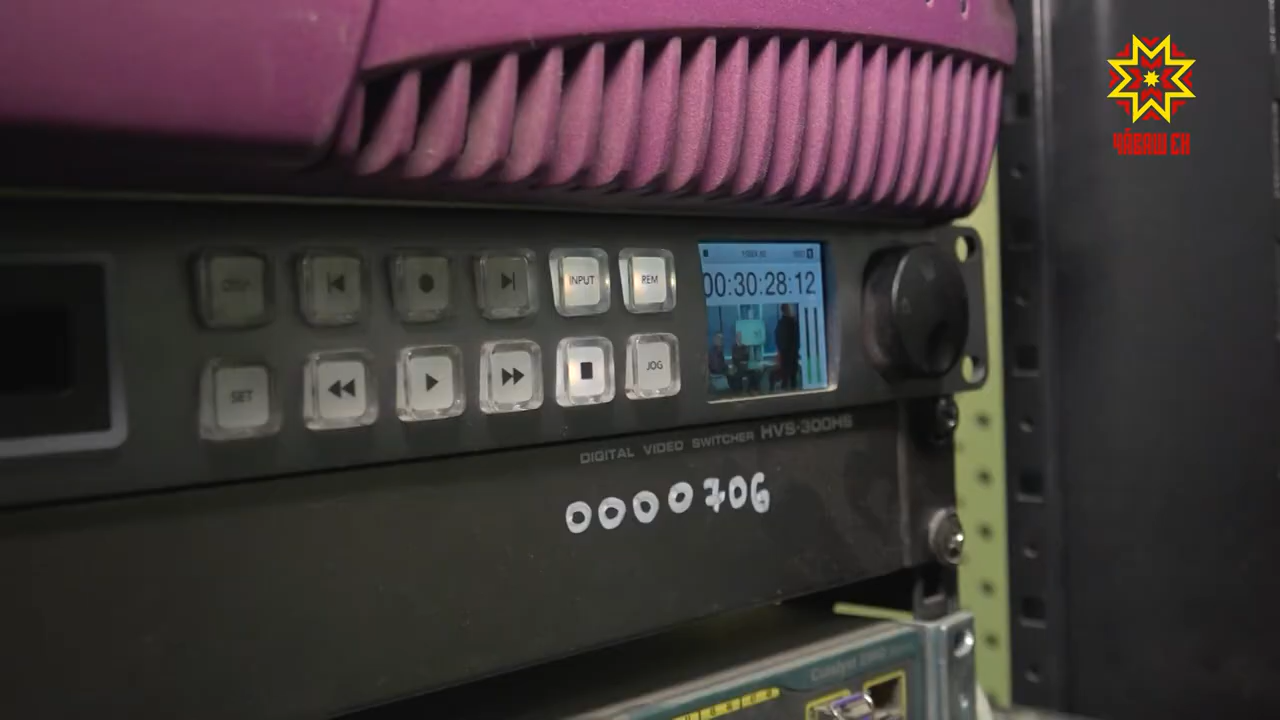 ЧӐВАШ ЕН
INPUT
REM
00:30:28:12
SET
JOG
DIGITAL VIDEO SWITCHER HVS-300HS
0000706